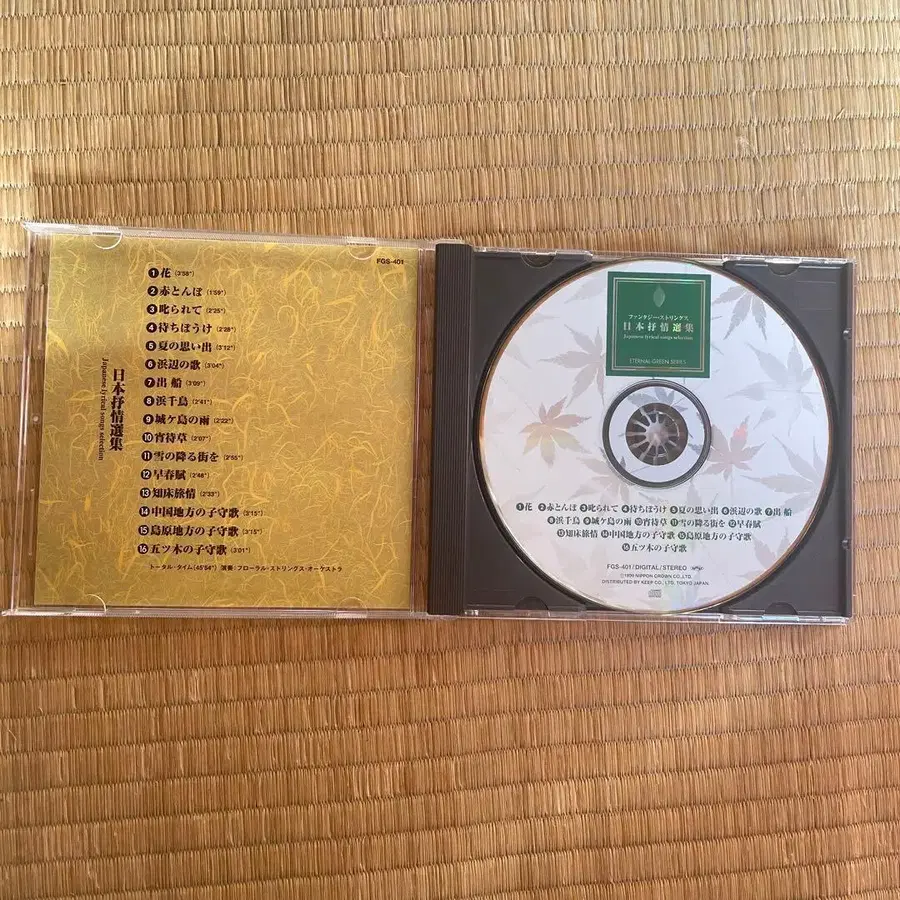 FGS-401
❶花 (3'58")
❷赤とんぼ (1'59")
❸叱られて (2'25")
❹待ちぼうけ (2'28")
❺夏の思い出 (3'12")
❻浜辺の歌 (3'04")
❼出船 (3'09")
❽浜千鳥 (2'41")
❾城ケ島の雨 (2'22")
❿宵待草 (2'07")
⓫雪の降る街を (2'55")
⓬早春賦 (2'48")
⓭知床旅情 (2'33")
⓮中国地方の子守歌 (3'15")
⓯島原地方の子守歌 (3'15")
⓰五ツ木の子守歌 (3'01")
トータル・タイム(45'54") 演奏:フローラル・ストリングス・オーケストラ
日本抒情選集
Japanese lyrical songs selection
ファンタジー・ストリングス
日本抒情選集
Japanese lyrical songs selection
ETERNAL GREEN SERIES
❶花 ❷赤とんぼ ❸叱られて ❹待ちぼうけ ❺夏の思い出 ❻浜辺の歌 ❼出船
❽浜千鳥 ❾城ケ島の雨 ❿宵待草 ⓫雪の降る街を ⓬早春賦
⓭知床旅情 ⓮中国地方の子守歌 ⓯島原地方の子守歌
⓰五ツ木の子守歌
FGS-401/DIGITAL/STEREO
NIPPON CROWN CO.,LTD.
DISTRIBUTED BY KEEP CO., LTD. TOKYO JAPAN.